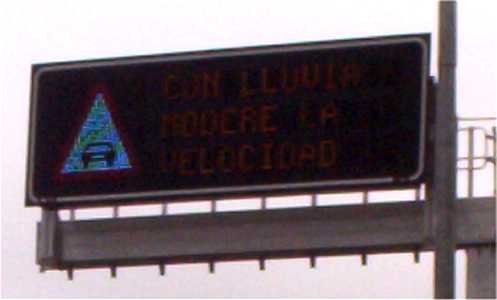 CON LLUVIA
MODERE LA
VELOCIDAD